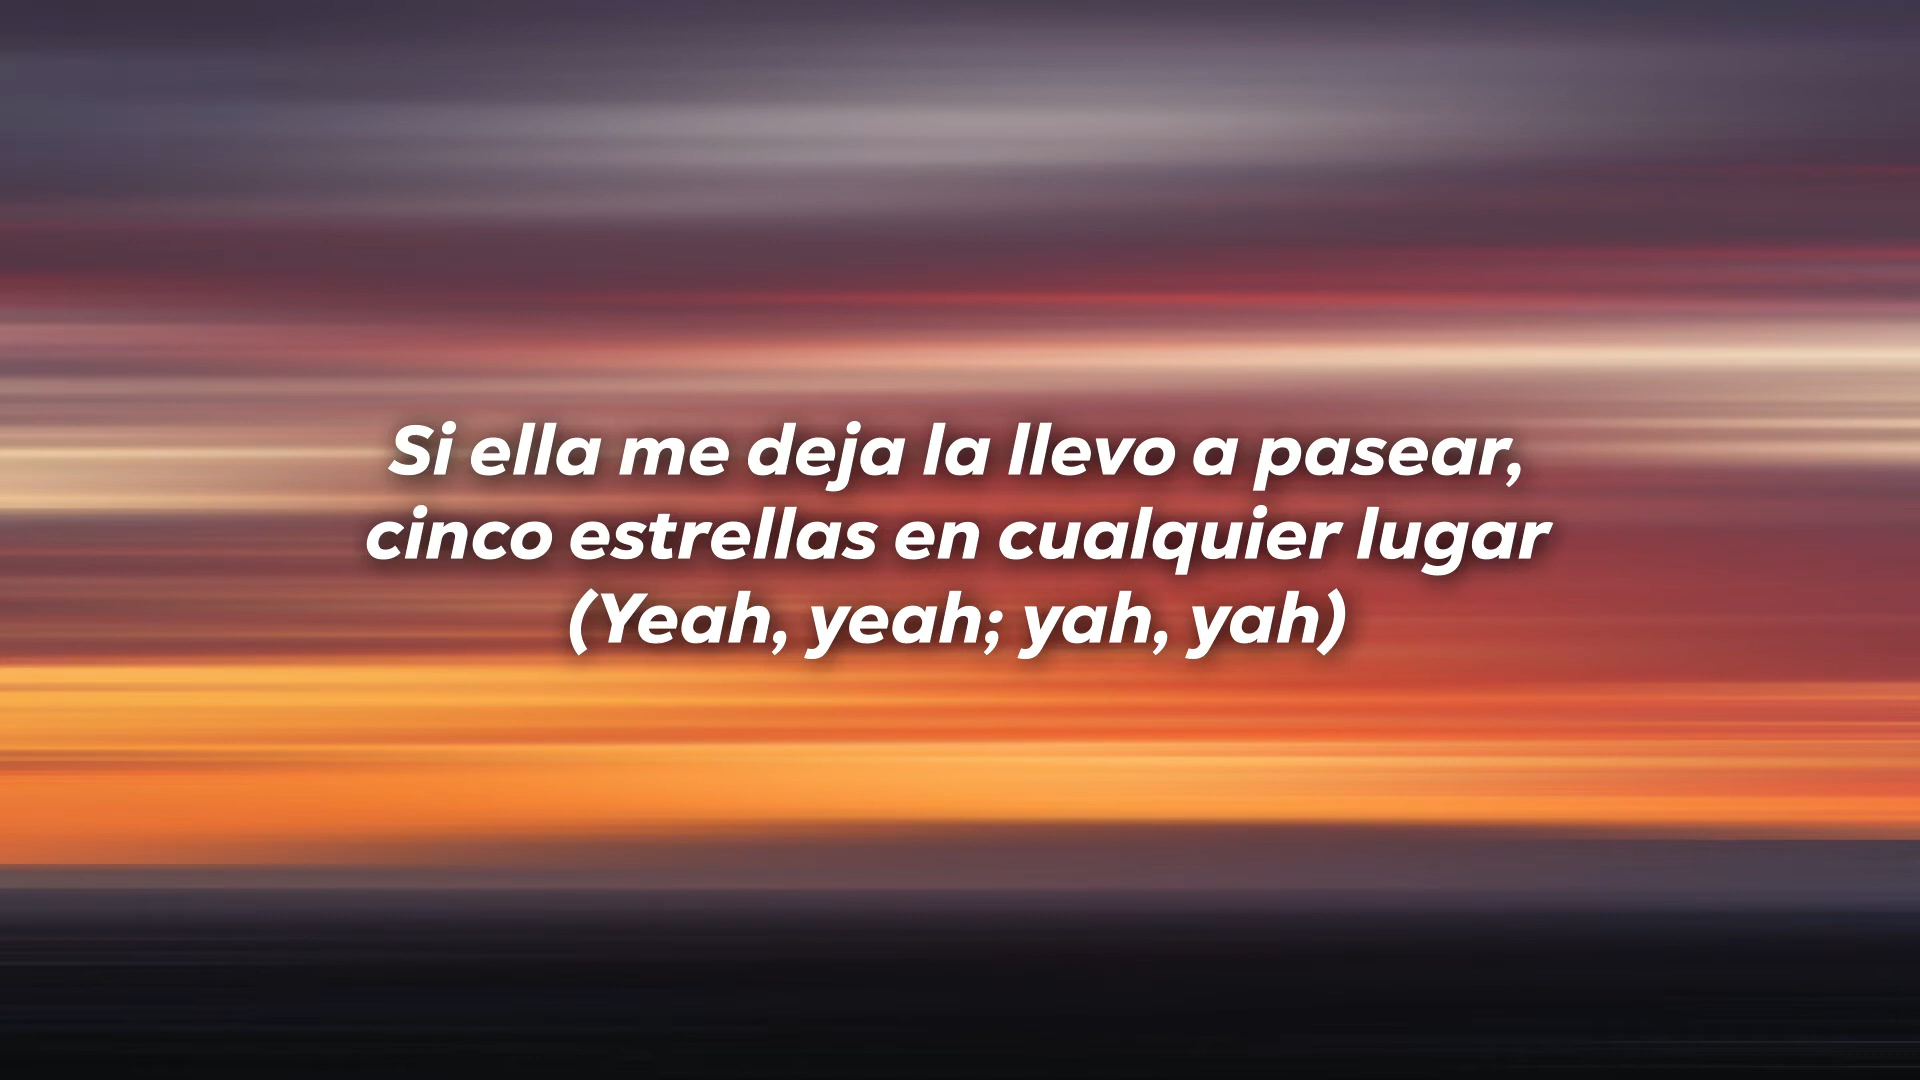 Si ella me deja la llevo a pasear,
cinco estrellas en cualquier lugar
(Yeah, yeah; yah, yah)